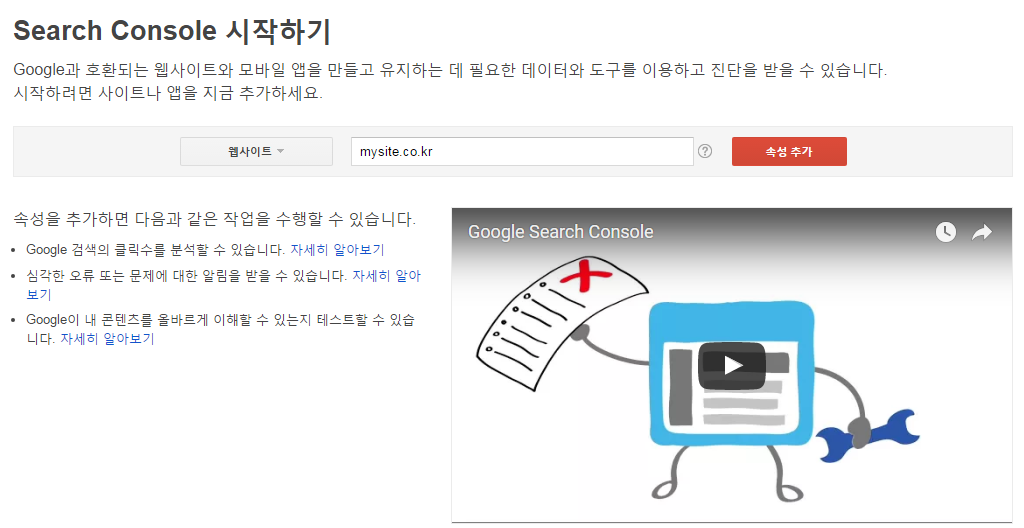 Search Console 시작하기
Google과 호환되는 웹사이트와 모바일 앱을 만들고 유지하는 데 필요한 데이터와 도구를 이용하고 진단을 받을 수 있습니다.
시작하려면 사이트나 앱을 지금 추가하세요.
웹사이트
mysite.co.kr
?
속성 추가
속성을 추가하면 다음과 같은 작업을 수행할 수 있습니다.
• Google 검색의 클릭수를 분석할 수 있습니다. 자세히 알아보기
• 심각한 오류 또는 문제에 대한 알림을 받을 수 있습니다. 자세히 알아
보기
• Google이 내 콘텐츠를 올바르게 이해할 수 있는지 테스트할 수 있습
니다. 자세히 알아보기
Google Search Console